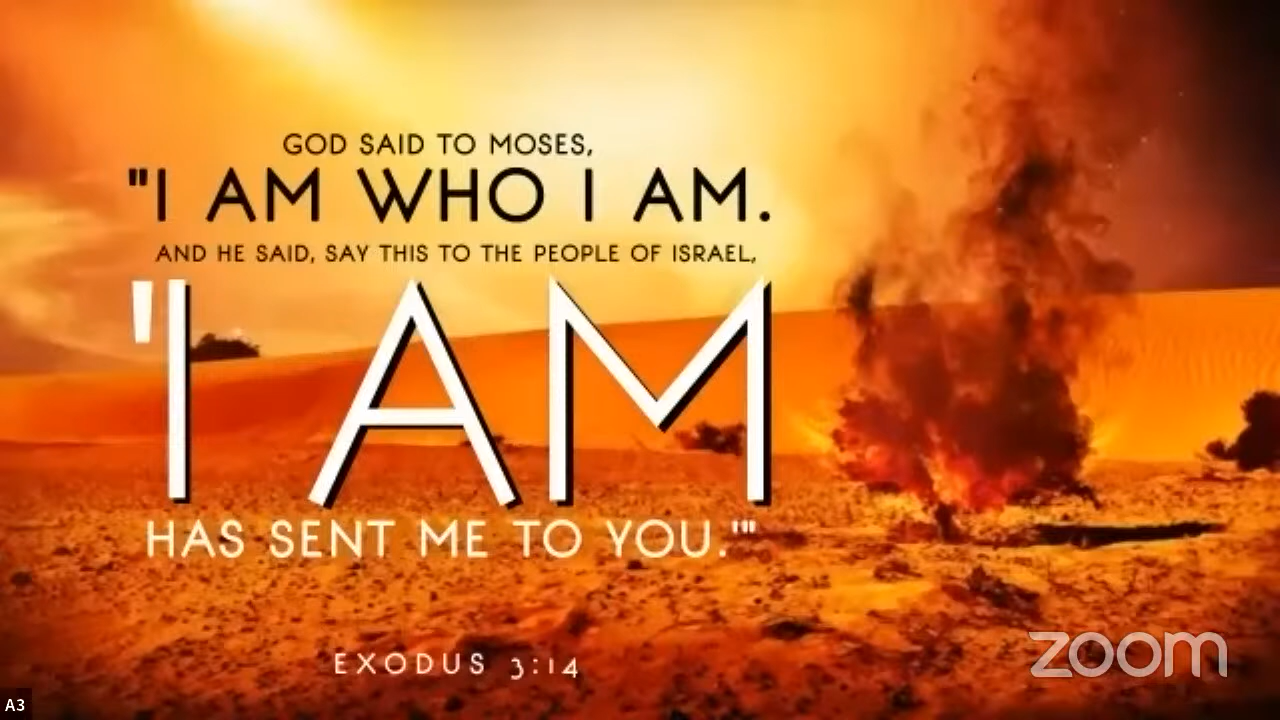 GOD SAID TO MOSES,
"I AM WHO I AM.
AND HE SAID, SAY THIS TO THE PEOPLE OF ISRAEL,
'I AM
HAS SENT ME TO YOU.'"
EXODUS 3:14
zoom
A3